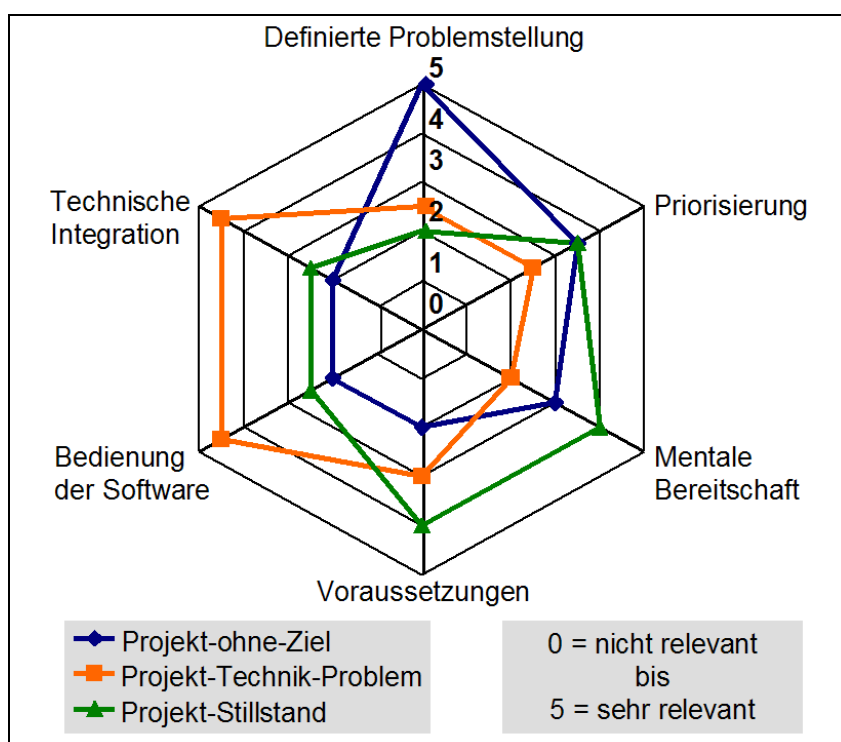 Definierte Problemstellung
5
4
3
2
1
0
Technische
Integration
Priorisierung
Bedienung
der Software
Mentale
Bereitschaft
Voraussetzungen
Projekt-ohne-Ziel
Projekt-Technik-Problem
Projekt-Stillstand
0 = nicht relevant
bis
5 = sehr relevant